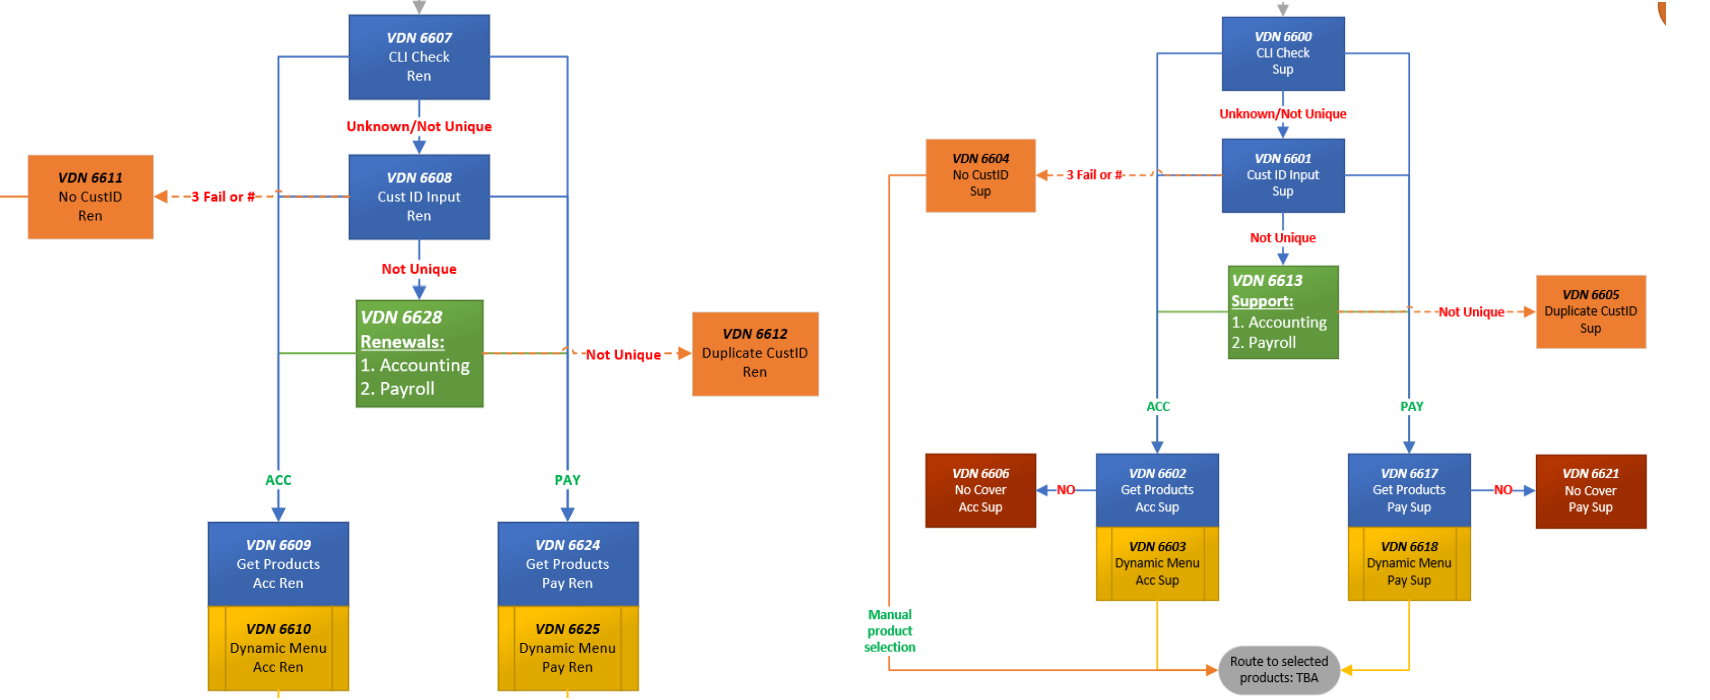 VDN 6607
CLI Check
Ren
Unknown/Not Unique
VDN 6611
No CustID
Ren
3 Fail or #
VDN 6608
Cust ID Input
Ren
Not Unique
VDN 6628
Renewals:
1. Accounting
2. Payroll
Not Unique
VDN 6612
Duplicate CustID
Ren
ACC
PAY
VDN 6609
Get Products
Acc Ren
VDN 6624
Get Products
Pay Ren
VDN 6610
Dynamic Menu
Acc Ren
VDN 6625
Dynamic Menu
Pay Ren
VDN 6600
CLI Check
Sup
Unknown/Not Unique
VDN 6604
No CustID
Sup
3 Fail or #
VDN 6601
Cust ID Input
Sup
Not Unique
VDN 6613
Support:
1. Accounting
2. Payroll
Not Unique
VDN 6605
Duplicate CustID
Sup
ACC
PAY
VDN 6606
No Cover
Acc Sup
NO
VDN 6602
Get Products
Acc Sup
VDN 6617
Get Products
Pay Sup
NO
VDN 6621
No Cover
Pay Sup
VDN 6603
Dynamic Menu
Acc Sup
VDN 6618
Dynamic Menu
Pay Sup
Manual
product
selection
Route to selected
products: TBA